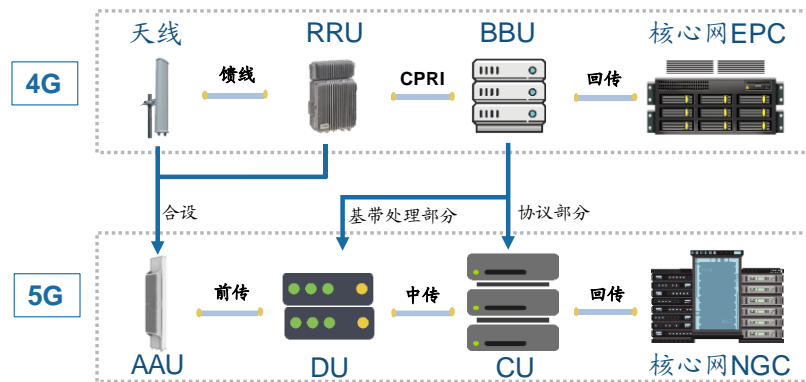 天线
RRU
BBU
核心网EPC
4G
馈线
CPRI
回传
合设
基带处理部分
协议部分
5G
前传
中传
回传
AAU
DU
CU
核心网NGC